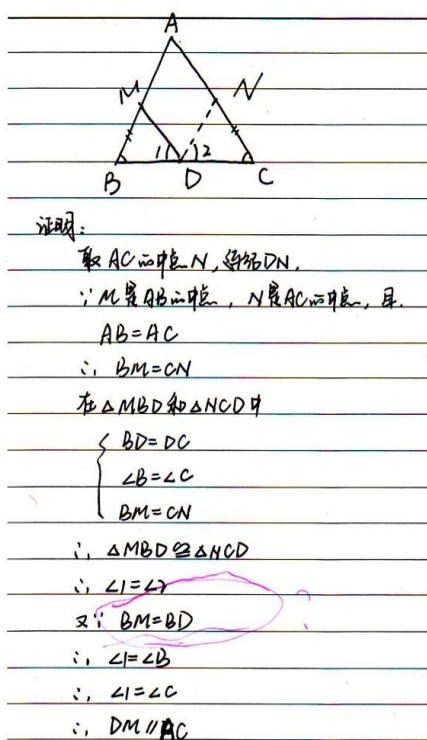 A
M
N
1
2
B
D
C
证明:
取AC的中点N,连结DN.
∵M是AB的中点,N是AC的中点,且.
AB=AC
∴ BM=CN
在△MBD和△NCD中
BD=DC
∠B=∠C
BM=CN
∴ △MBD≌△NCD
∴ ∠1=∠2
又∵ BM=BD
?
∴ ∠1=∠B
∴ ∠1=∠C
∴ DM∥AC